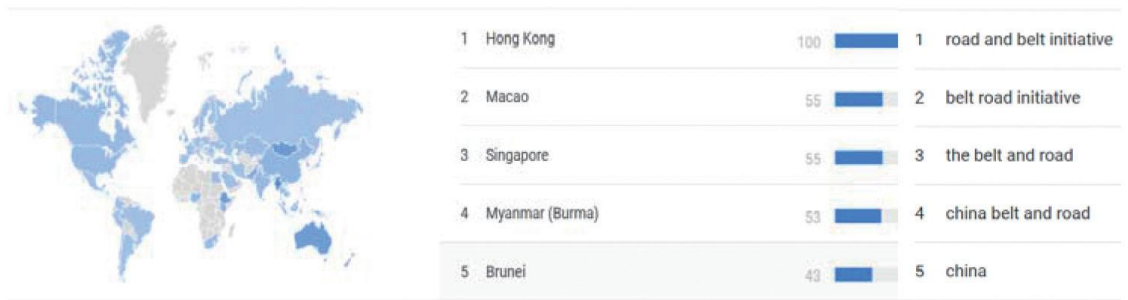 1 Hong Kong 100
2 Macao 55
3 Singapore 55
4 Myanmar (Burma) 53
5 Brunei 43
1 road and belt initiative
2 belt road initiative
3 the belt and road
4 china belt and road
5 china